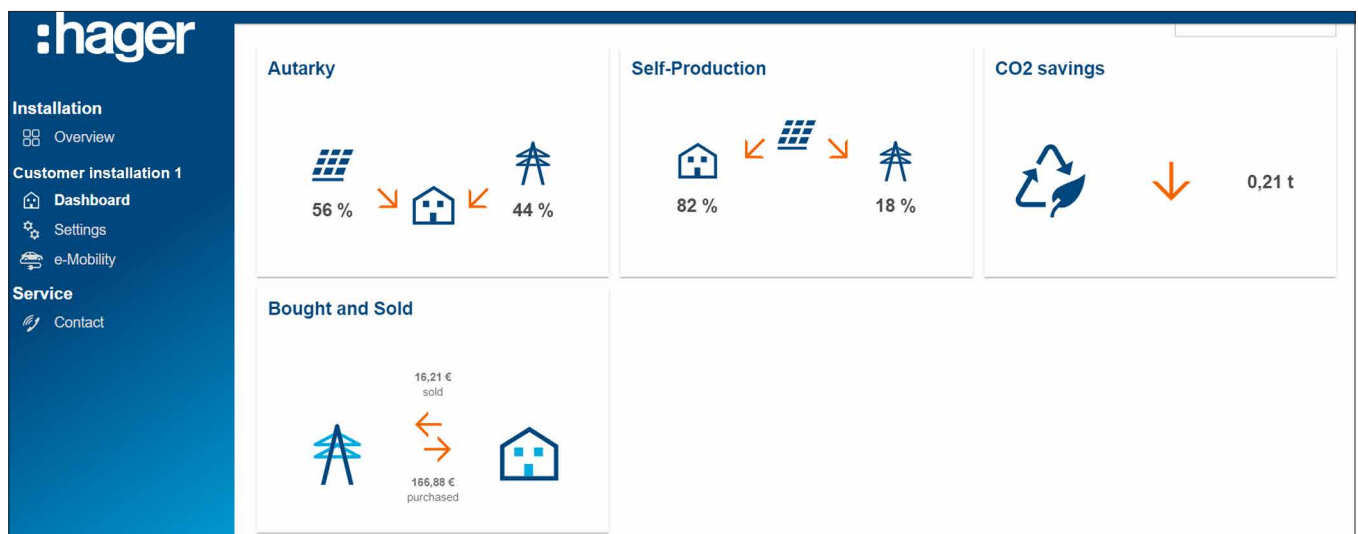 :hager
Installation
Overview
Customer installation 1
Dashboard
Settings
e-Mobility
Service
Contact
Autarky
56 %
44 %
Self-Production
82 %
18 %
CO2 savings
0,21 t
Bought and Sold
16,21 €
sold
166,88 €
purchased